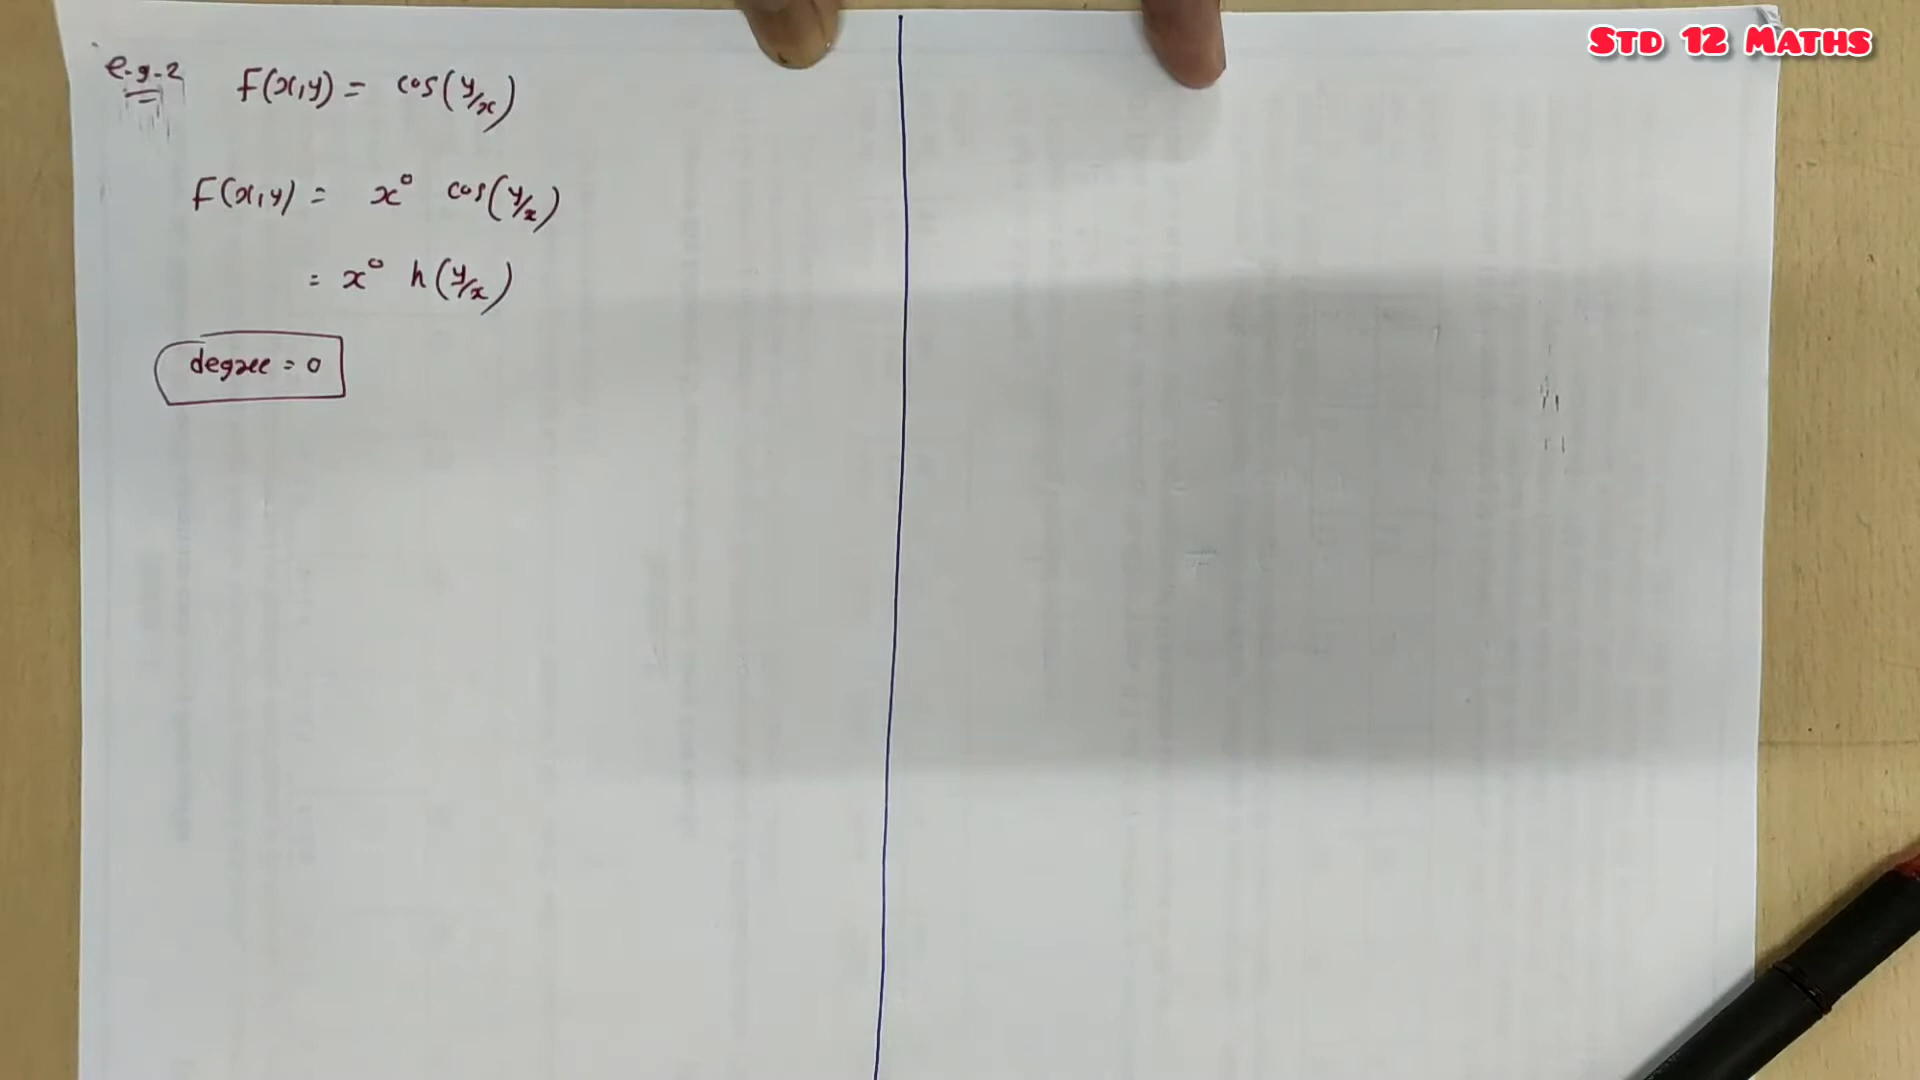 Std 12 Maths
e.g-2 F(x,y) = cos(y/x)
F(x,y) = x⁰ cos(y/x)
= x⁰ h(y/x)
degree = 0